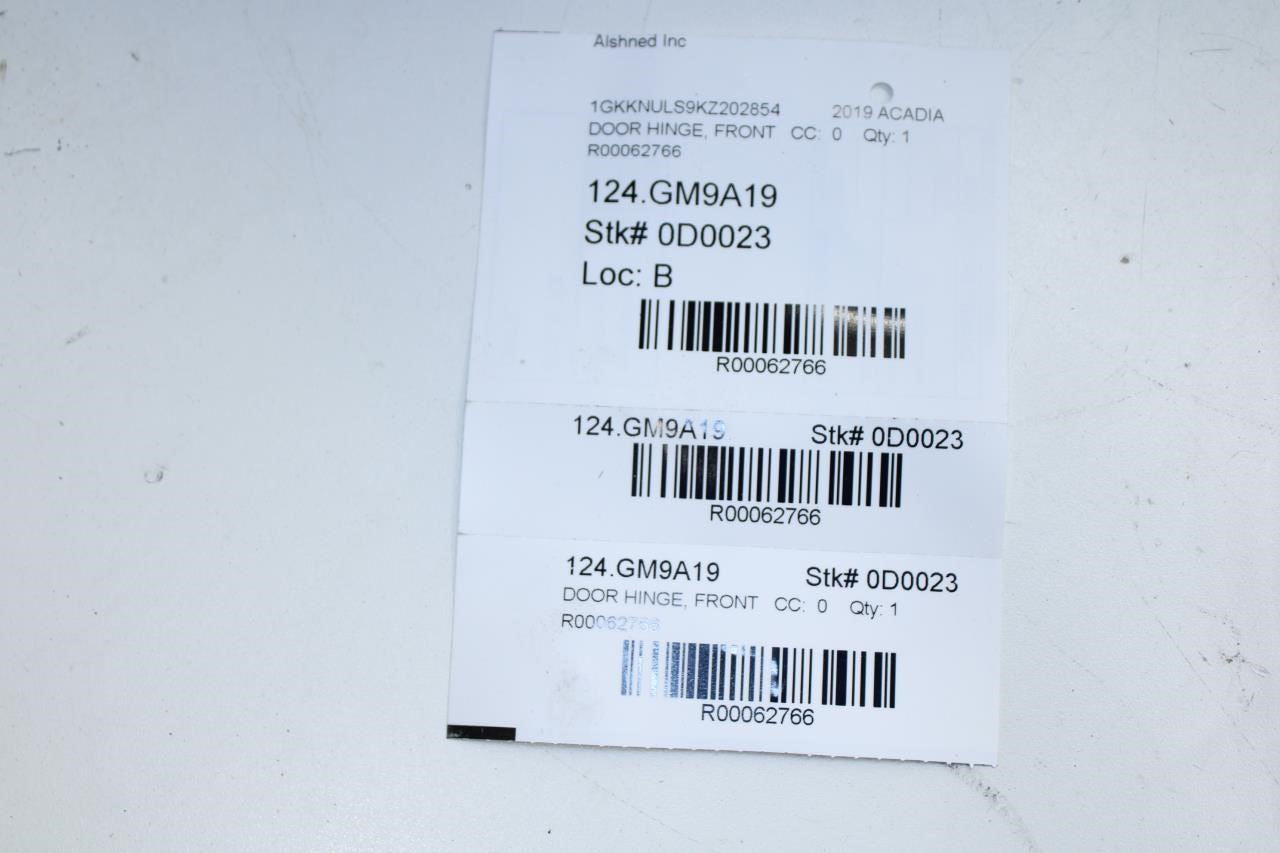 Alshned Inc
1GKKNULS9KZ202854 2019 ACADIA
DOOR HINGE, FRONT CC: 0 Qty: 1
R00062766
124.GM9A19
Stk# 0D0023
Loc: B
R00062766
124.GM9A19 Stk# 0D0023
R00062766
124.GM9A19 Stk# 0D0023
DOOR HINGE, FRONT CC: 0 Qty: 1
R00062766
R00062766